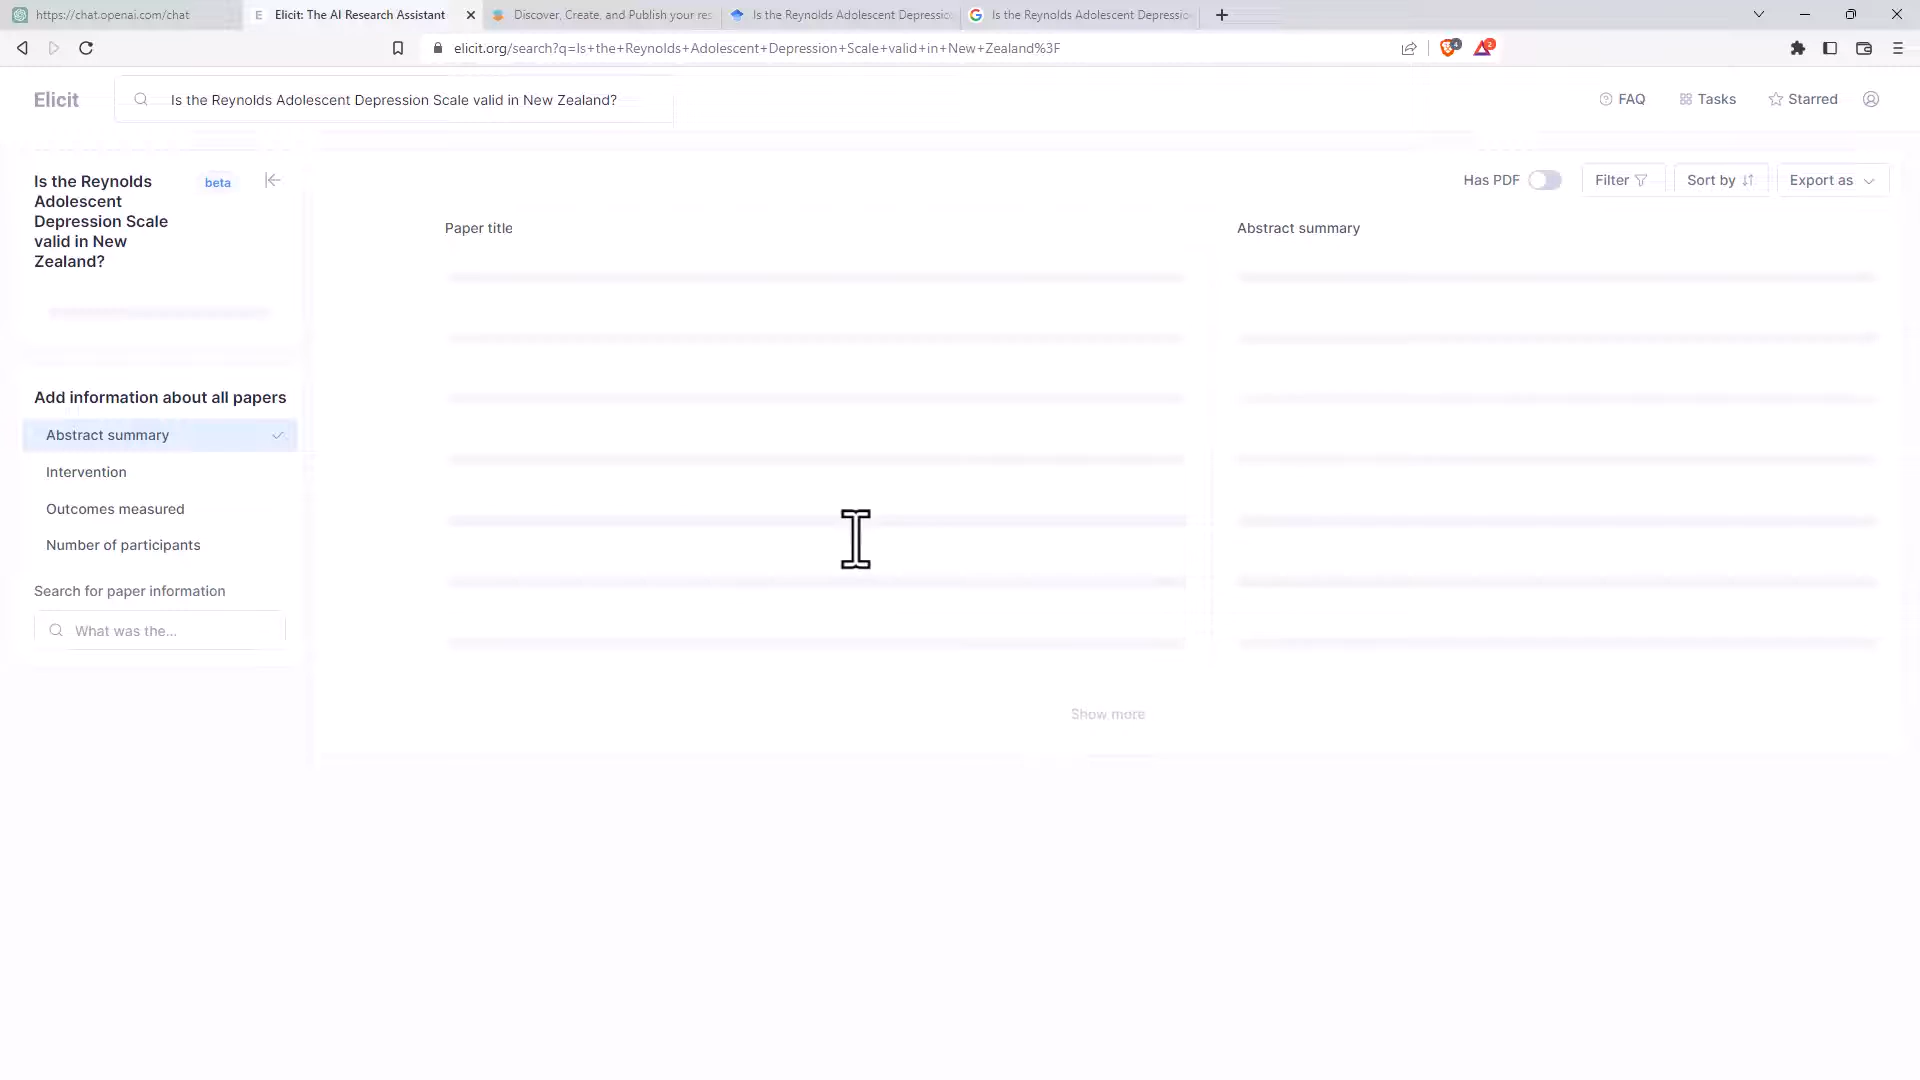 https://chat.openai.com/chat
E Elicit: The AI Research Assistant
Discover, Create, and Publish your res
Is the Reynolds Adolescent Depressio
G Is the Reynolds Adolescent Depressio
elicit.org/search?q=Is+the+Reynolds+Adolescent+Depression+Scale+valid+in+New+Zealand%3F
4
2
Elicit
Is the Reynolds Adolescent Depression Scale valid in New Zealand?
FAQ
Tasks
Starred
Is the Reynolds
Adolescent
Depression Scale
valid in New
Zealand?
beta
Has PDF
Filter
Sort by
Export as
Paper title
Abstract summary
Add information about all papers
Abstract summary
Intervention
Outcomes measured
Number of participants
Search for paper information
What was the...
Show more